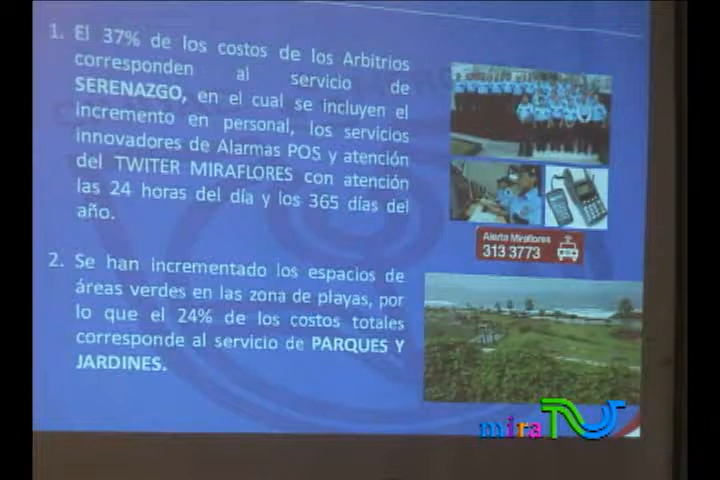 1. El 37% de los costos de los Arbitrios
corresponden al servicio de
SERENAZGO, en el cual se incluyen el
incremento en personal, los servicios
innovadores de Alarmas POS y atención
del TWITER MIRAFLORES con atención
las 24 horas del día y los 365 días del
año.
Alerta Miraflores
313 3773
2. Se han incrementado los espacios de
áreas verdes en las zona de playas, por
lo que el 24% de los costos totales
corresponde al servicio de PARQUES Y
JARDINES.
miraTV